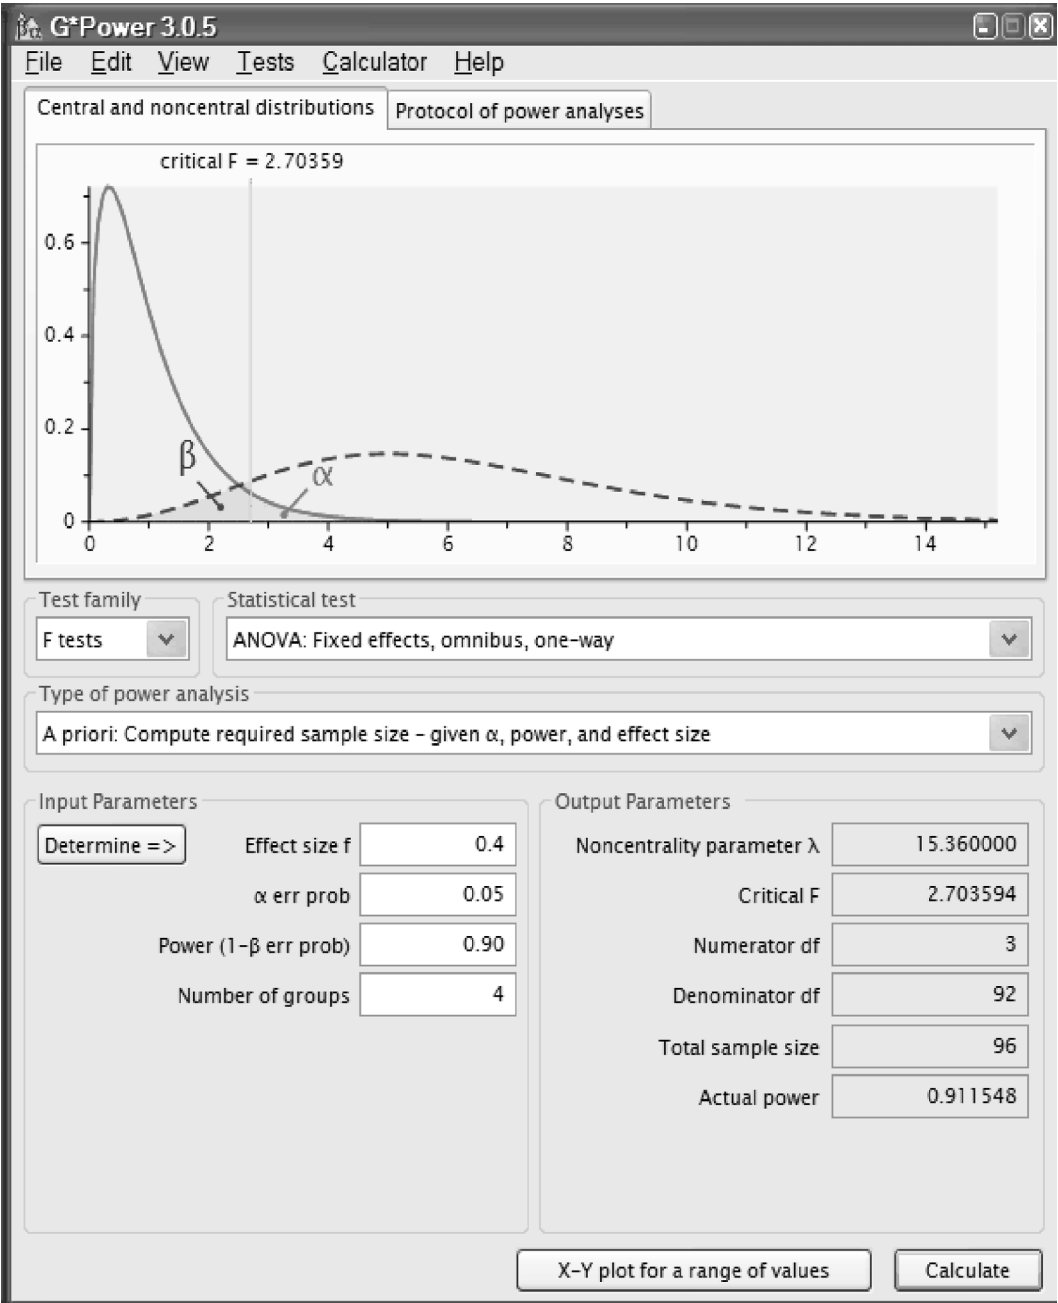 G*Power 3.0.5
File Edit View Tests Calculator Help
Central and noncentral distributions Protocol of power analyses
critical F = 2.70359
0.6
0.4
0.2
β α
0
0 2 4 6 8 10 12 14
Test family Statistical test
F tests ANOVA: Fixed effects, omnibus, one-way
Type of power analysis
A priori: Compute required sample size - given α, power, and effect size
Input Parameters Output Parameters
Determine => Effect size f 0.4 Noncentrality parameter λ 15.360000
α err prob 0.05 Critical F 2.703594
Power (1-β err prob) 0.90 Numerator df 3
Number of groups 4 Denominator df 92
Total sample size 96
Actual power 0.911548
X-Y plot for a range of values Calculate